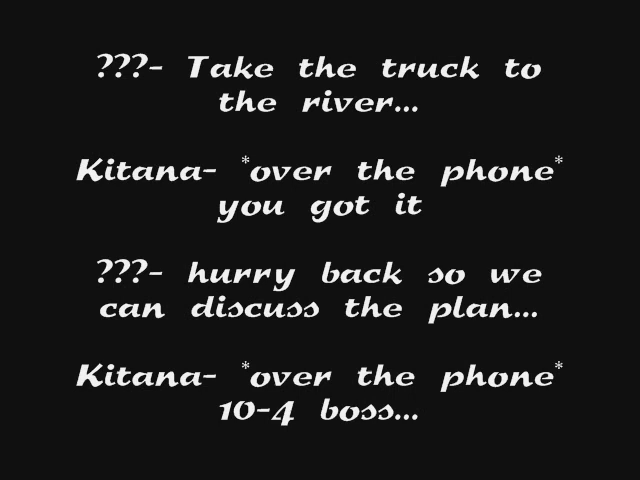 ???- Take the truck to
the river...
Kitana- *over the phone*
you got it
???- hurry back so we
can discuss the plan...
Kitana- *over the phone*
10-4 boss...